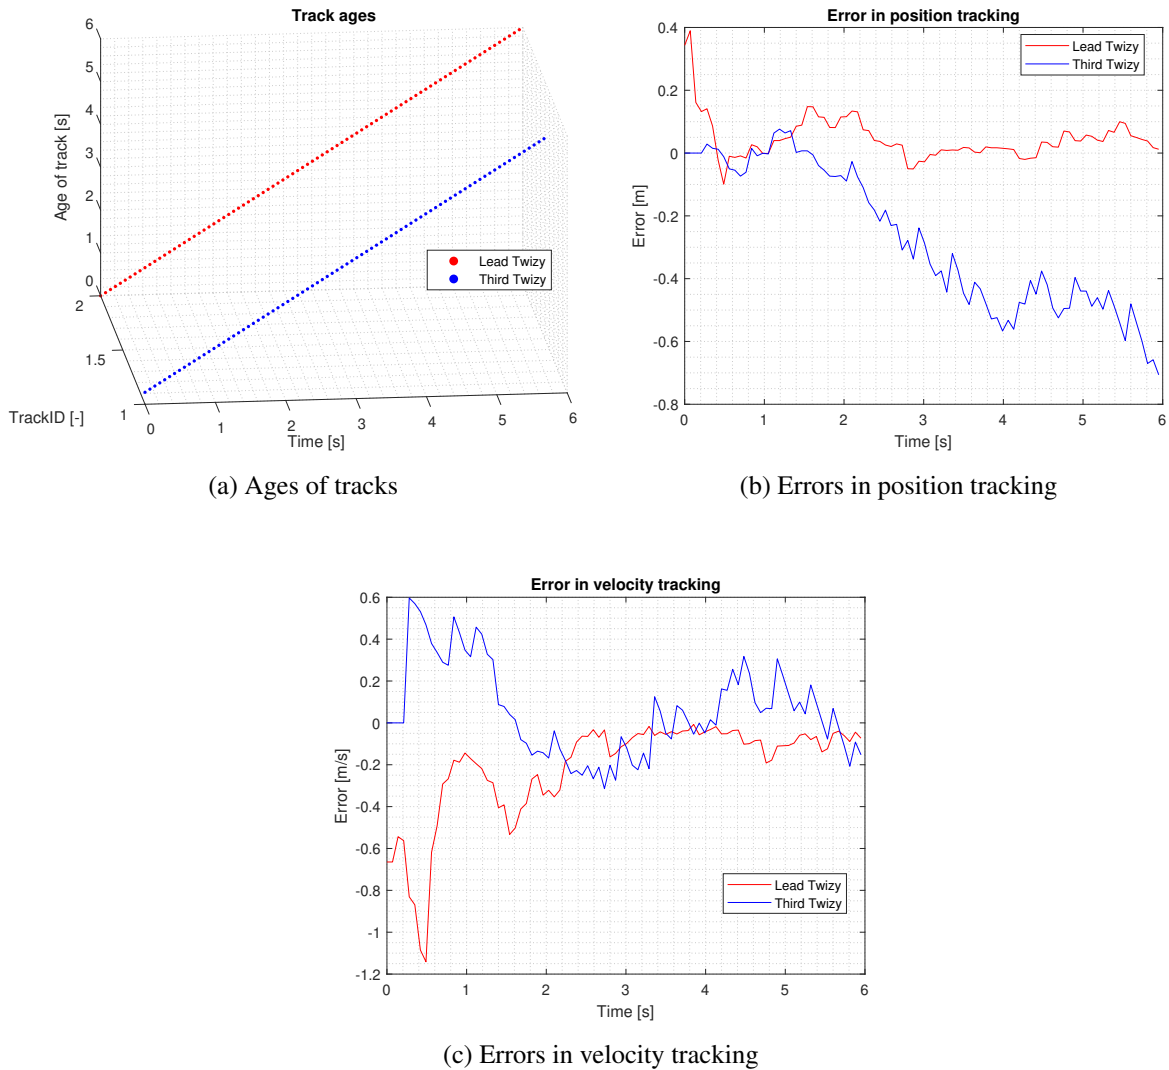 Track ages
6
5
4
3
2
1
0
Age of track [s]
2
1.5
1
TrackID [-]
0
1
2
3
4
5
6
Time [s]
Lead Twizy
Third Twizy
(a) Ages of tracks
Error in position tracking
0.4
0.2
0
-0.2
-0.4
-0.6
-0.8
Error [m]
0
1
2
3
4
5
6
Time [s]
Lead Twizy
Third Twizy
(b) Errors in position tracking
Error in velocity tracking
0.6
0.4
0.2
0
-0.2
-0.4
-0.6
-0.8
-1
-1.2
Error [m/s]
0
1
2
3
4
5
6
Time [s]
Lead Twizy
Third Twizy
(c) Errors in velocity tracking